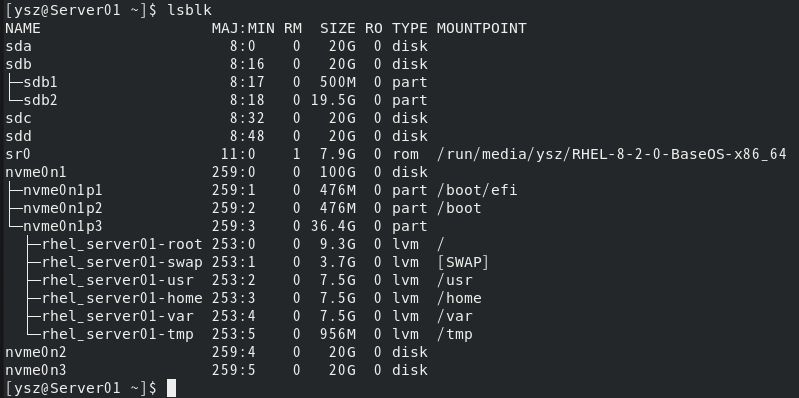 [ysz@Server01 ~]$ lsblk
NAME                   MAJ:MIN RM   SIZE RO TYPE MOUNTPOINT
sda                      8:0    0    20G  0 disk
sdb                      8:16   0    20G  0 disk
├─sdb1                   8:17   0   500M  0 part
└─sdb2                   8:18   0  19.5G  0 part
sdc                      8:32   0    20G  0 disk
sdd                      8:48   0    20G  0 disk
sr0                     11:0    1   7.9G  0 rom  /run/media/ysz/RHEL-8-2-0-BaseOS-x86_64
nvme0n1                259:0    0   100G  0 disk
├─nvme0n1p1            259:1    0   476M  0 part /boot/efi
├─nvme0n1p2            259:2    0   476M  0 part /boot
└─nvme0n1p3            259:3    0  36.4G  0 part
  ├─rhel_server01-root 253:0    0   9.3G  0 lvm  /
  ├─rhel_server01-swap 253:1    0   3.7G  0 lvm  [SWAP]
  ├─rhel_server01-usr  253:2    0   7.5G  0 lvm  /usr
  ├─rhel_server01-home 253:3    0   7.5G  0 lvm  /home
  ├─rhel_server01-var  253:4    0   7.5G  0 lvm  /var
  └─rhel_server01-tmp  253:5    0   956M  0 lvm  /tmp
nvme0n2                259:4    0    20G  0 disk
nvme0n3                259:5    0    20G  0 disk
[ysz@Server01 ~]$